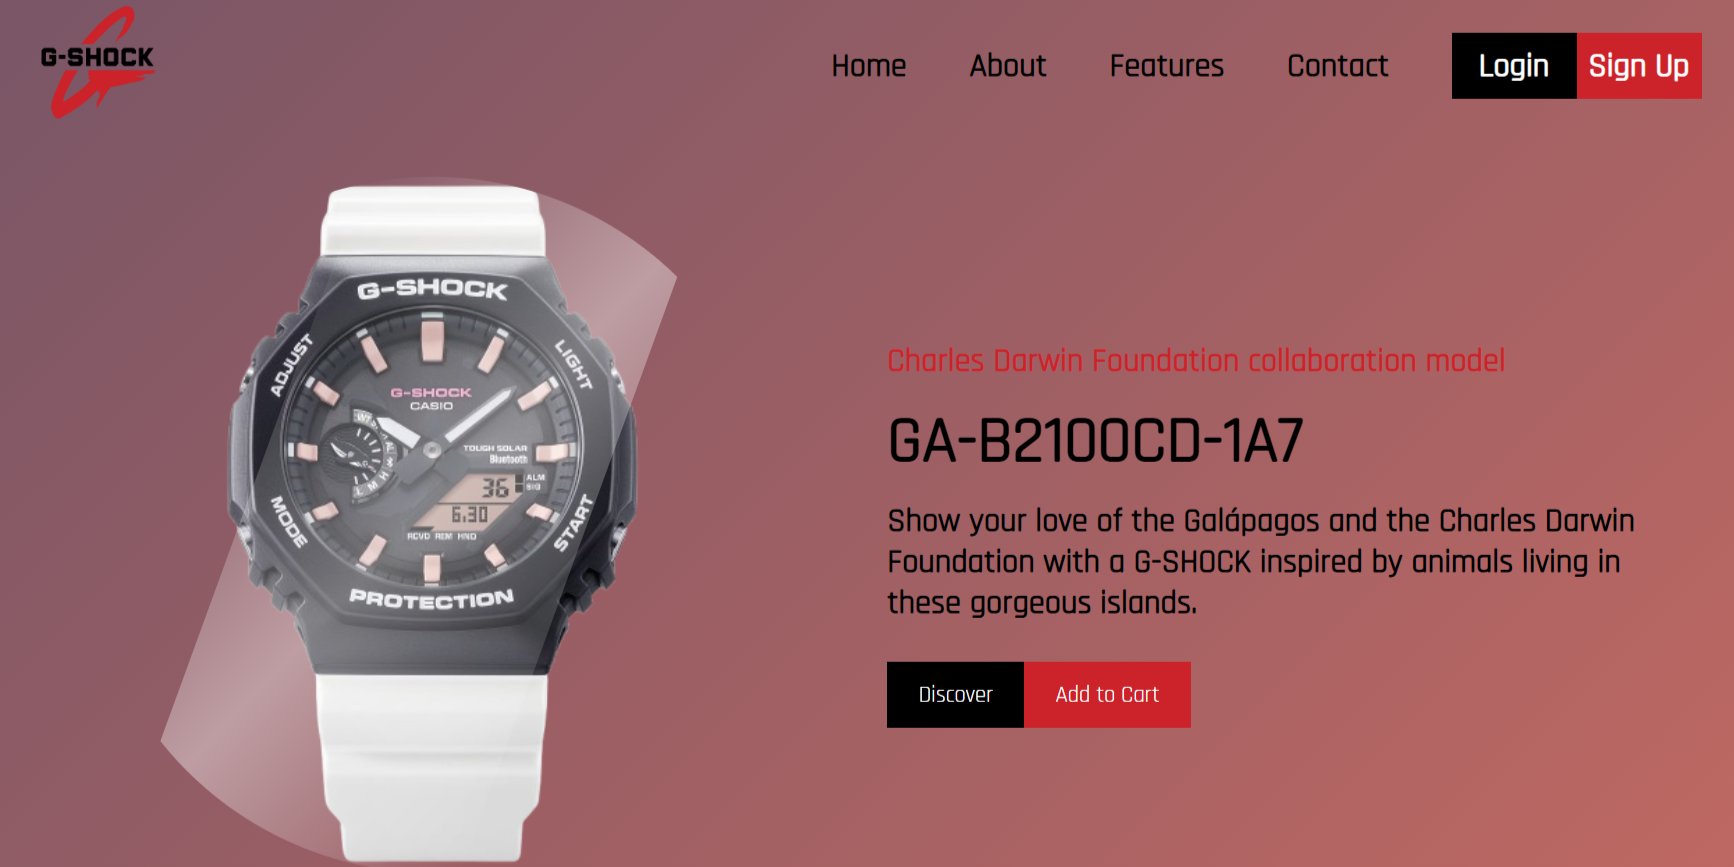 G-SHOCK
Home
About
Features
Contact
Login
Sign Up
G-SHOCK
ADJUST
LIGHT
G-SHOCK
CASIO
TOUGH SOLAR
Bluetooth
36
ALM
SIG
6.30
RCVD REM HND
MODE
START
PROTECTION
Charles Darwin Foundation collaboration model
GA-B2100CD-1A7
Show your love of the Galápagos and the Charles Darwin
Foundation with a G-SHOCK inspired by animals living in
these gorgeous islands.
Discover
Add to Cart